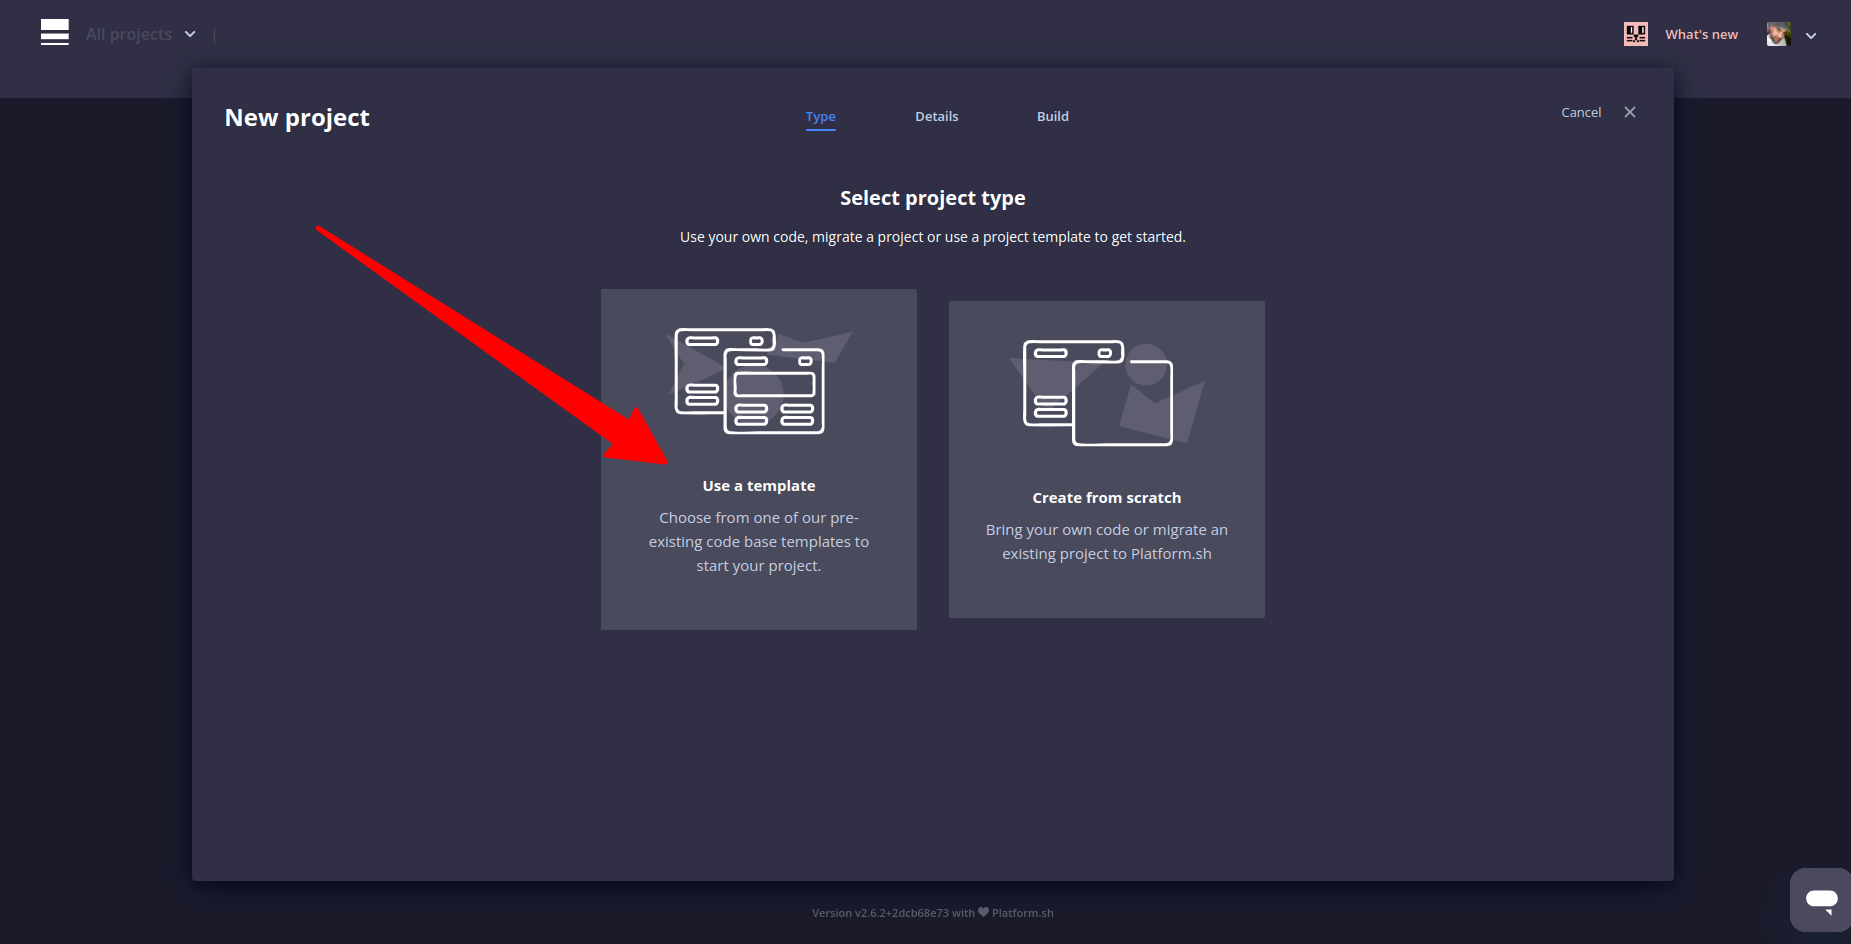 All projects
What's new
New project
Type
Details
Build
Cancel
Select project type
Use your own code, migrate a project or use a project template to get started.
Use a template
Choose from one of our pre-
existing code base templates to
start your project.
Create from scratch
Bring your own code or migrate an
existing project to Platform.sh
Version v2.6.2+2dcb68e73 with ♥ Platform.sh